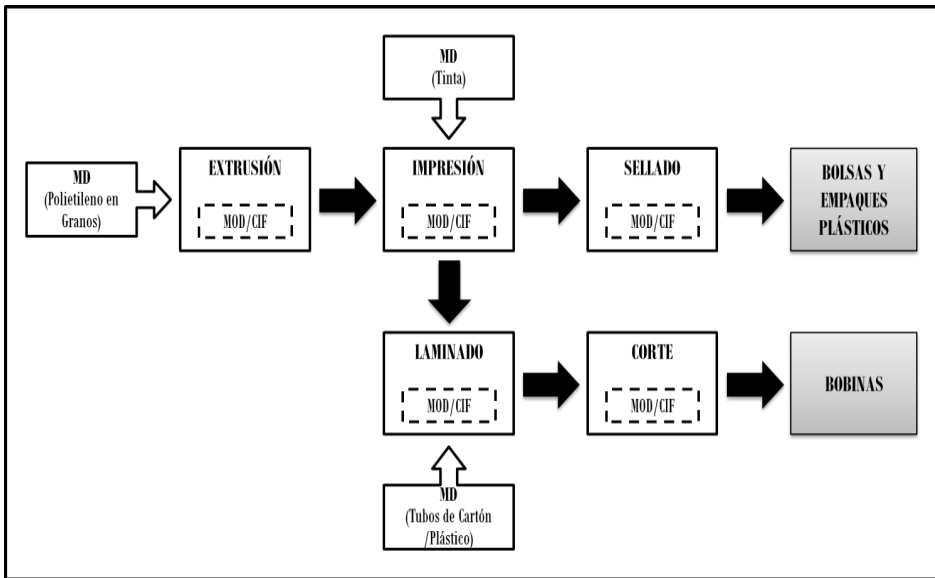 MD
(Tinta)
MD
(Polietileno en
Granos)
EXTRUSIÓN
MOD/CIF
IMPRESIÓN
MOD/CIF
SELLADO
MOD/CIF
BOLSAS Y
EMPAQUES
PLÁSTICOS
LAMINADO
MOD/CIF
CORTE
MOD/CIF
BOBINAS
MD
(Tubos de Cartón
/Plástico)